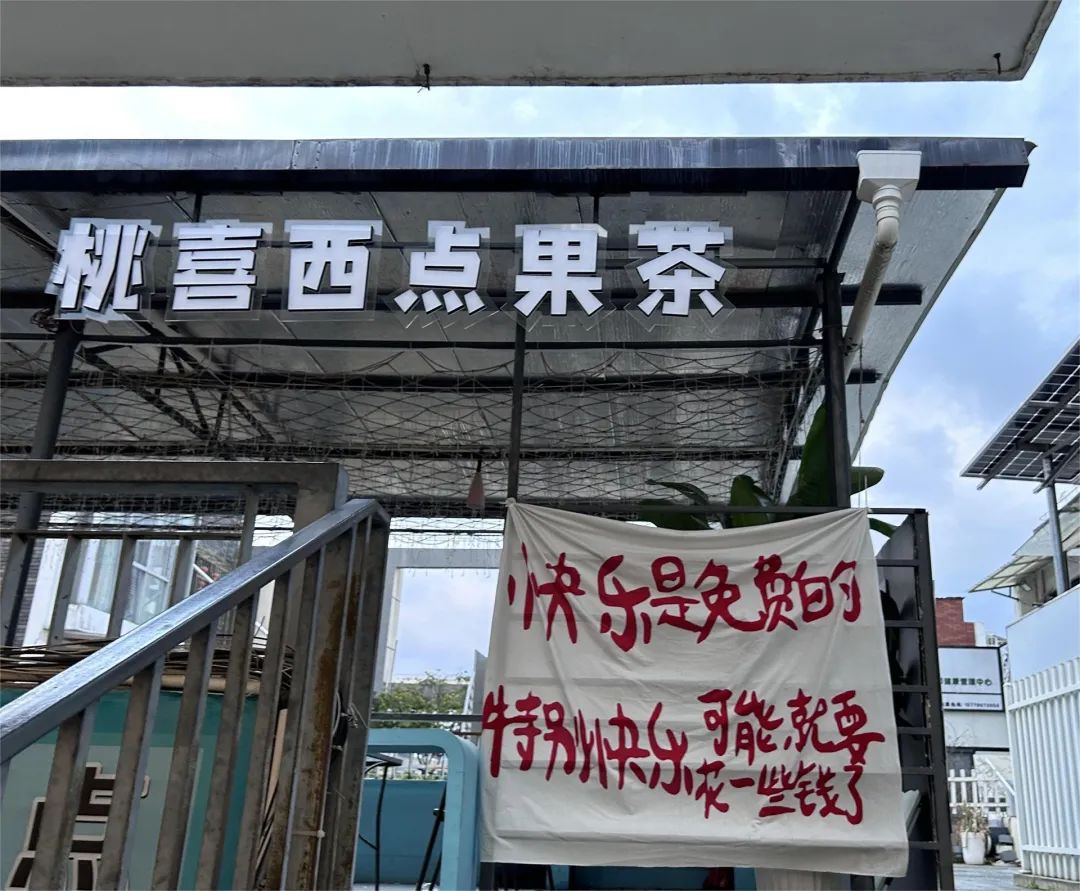 桃喜西点果茶
快乐是免费的
特别快乐可能就要
花一些钱了